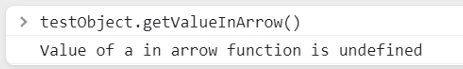 > testObject.getValueInArrow()
Value of a in arrow function is undefined